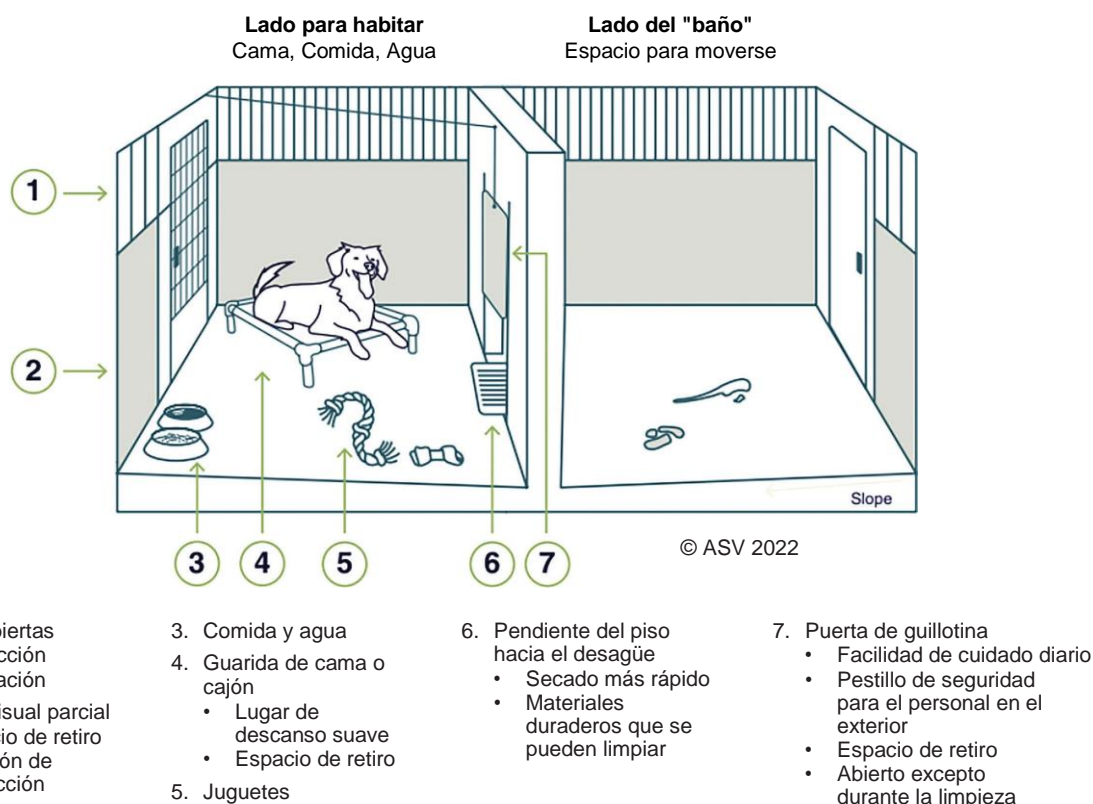 Lado para habitar
Cama, Comida, Agua
Lado del "baño"
Espacio para moverse
1
2
Slope
3
4
5
6
7
© ASV 2022
visual parcial
3. Comida y agua
4. Guarida de cama o
cajón
• Lugar de
descanso suave
• Espacio de retiro
5. Juguetes
6. Pendiente del piso
hacia el desagüe
• Secado más rápido
• Materiales
duraderos que se
pueden limpiar
7. Puerta de guillotina
• Facilidad de cuidado diario
• Pestillo de seguridad
para el personal en el
exterior
• Espacio de retiro
• Abierto excepto
durante la limpieza